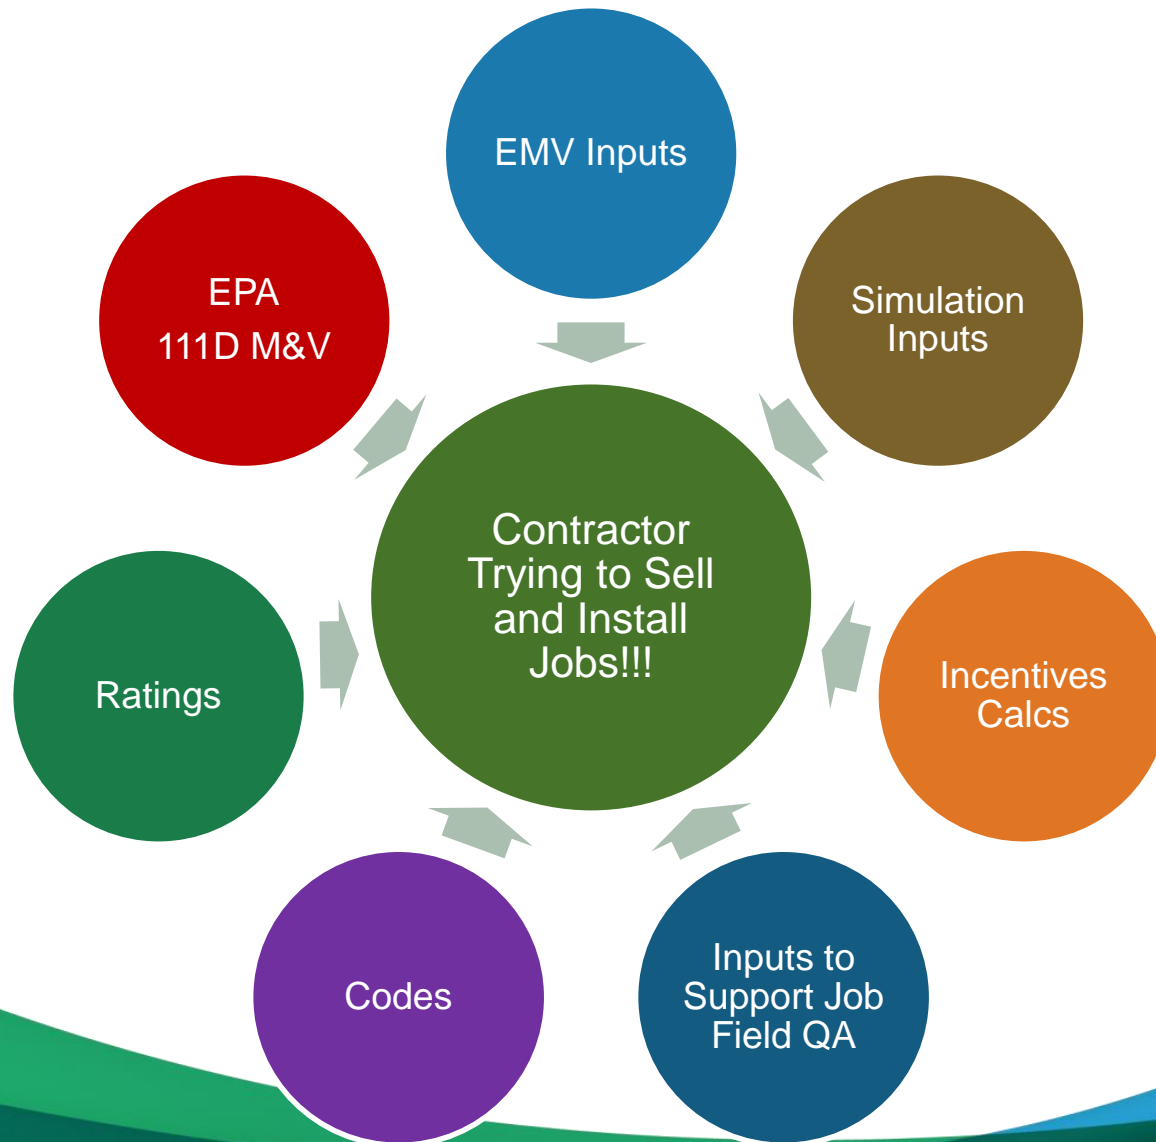 EMV Inputs
Simulation
Inputs
Incentives
Calcs
Inputs to
Support Job
Field QA
Codes
Ratings
EPA
111D M&V
Contractor
Trying to Sell
and Install
Jobs!!!